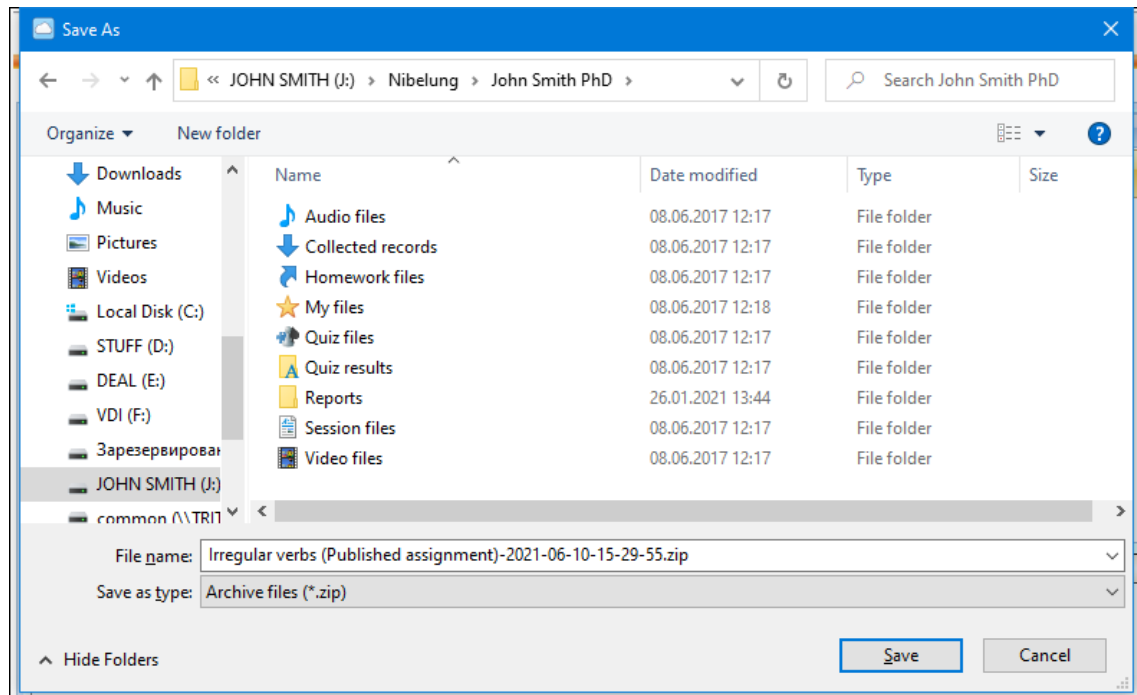 Save As
« JOHN SMITH (J:) › Nibelung › John Smith PhD ›
Search John Smith PhD
Organize
New folder
Downloads
Music
Pictures
Videos
Local Disk (C:)
STUFF (D:)
DEAL (E:)
VDI (F:)
JOHN SMITH (J:)
common
Name Date modified Type Size
Audio files 08.06.2017 12:17 File folder
Collected records 08.06.2017 12:17 File folder
Homework files 08.06.2017 12:17 File folder
My files 08.06.2017 12:18 File folder
Quiz files 08.06.2017 12:17 File folder
Quiz results 08.06.2017 12:17 File folder
Reports 26.01.2021 13:44 File folder
Session files 08.06.2017 12:17 File folder
Video files 08.06.2017 12:17 File folder
File name: Irregular verbs (Published assignment)-2021-06-10-15-29-55.zip
Save as type: Archive files (*.zip)
Hide Folders
Save
Cancel